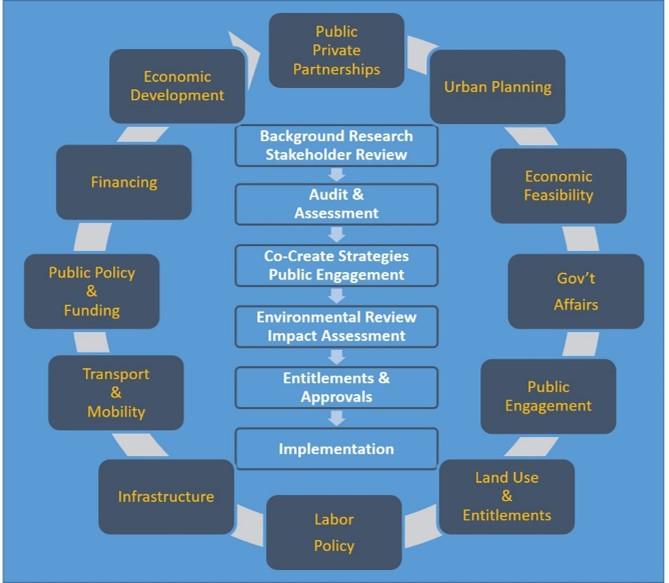 Public
Private
Partnerships
Urban Planning
Economic
Feasibility
Gov't
Affairs
Public
Engagement
Land Use
&
Entitlements
Labor
Policy
Infrastructure
Transport
&
Mobility
Public Policy
&
Funding
Financing
Economic
Development
Background Research
Stakeholder Review
Audit &
Assessment
Co-Create Strategies
Public Engagement
Environmental Review
Impact Assessment
Entitlements &
Approvals
Implementation